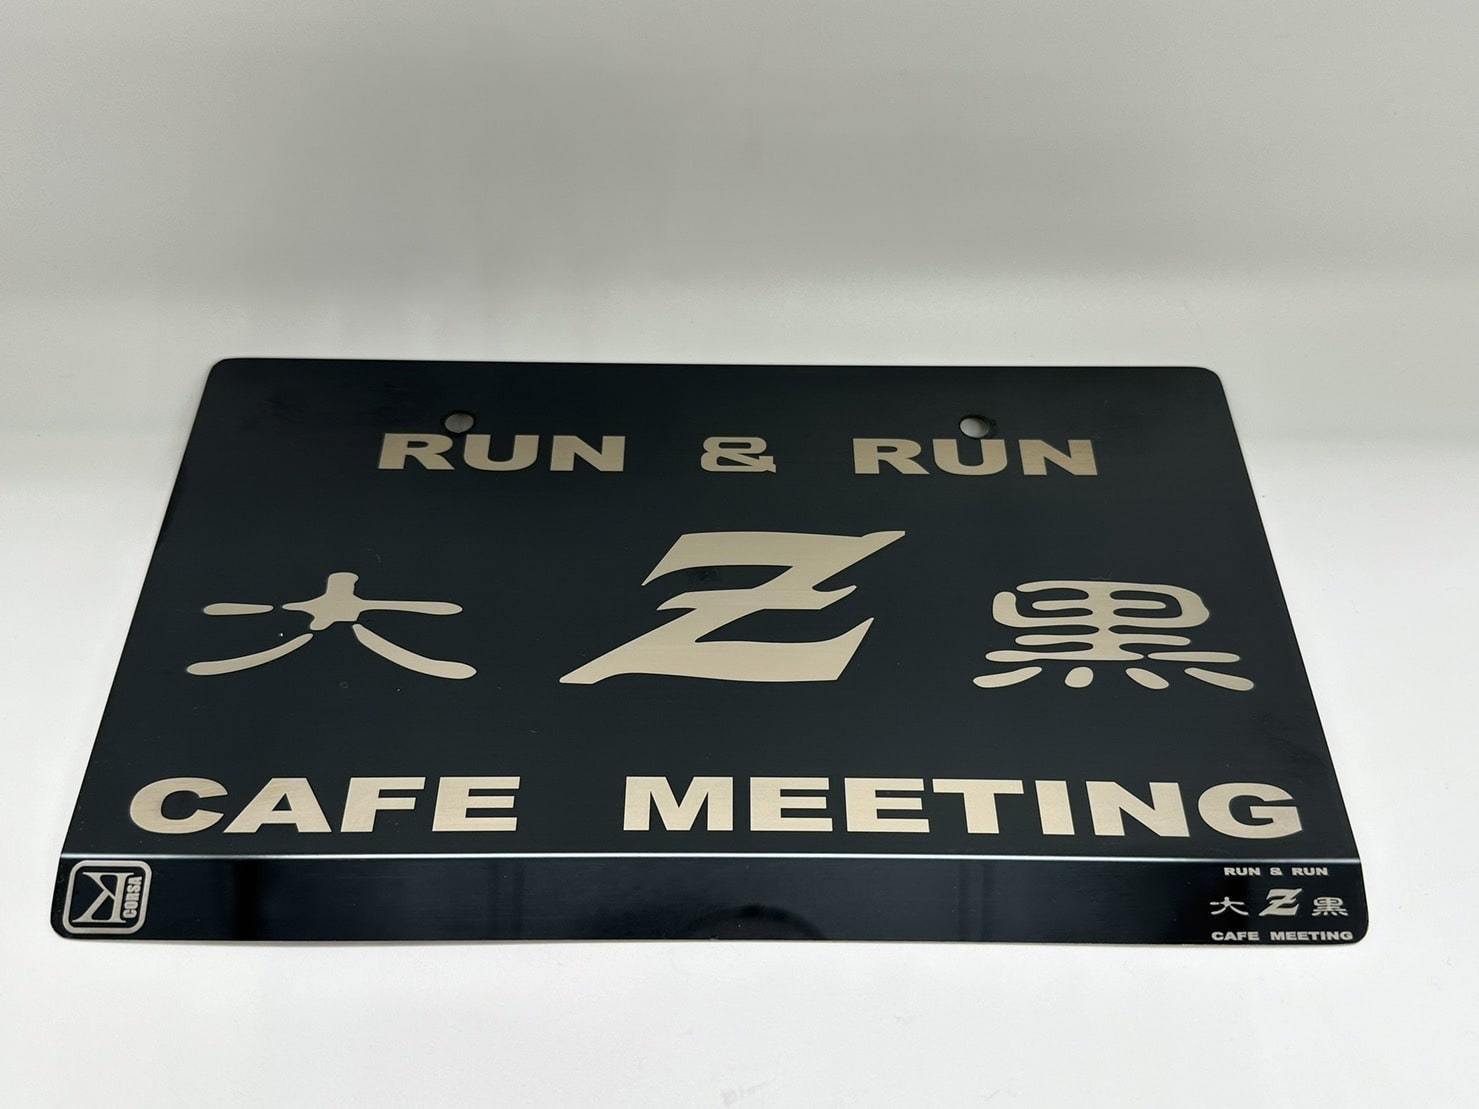 RUN & RUN
大 Z 黒
CAFE MEETING
K CORSA
RUN & RUN
大 Z 黒
CAFE MEETING